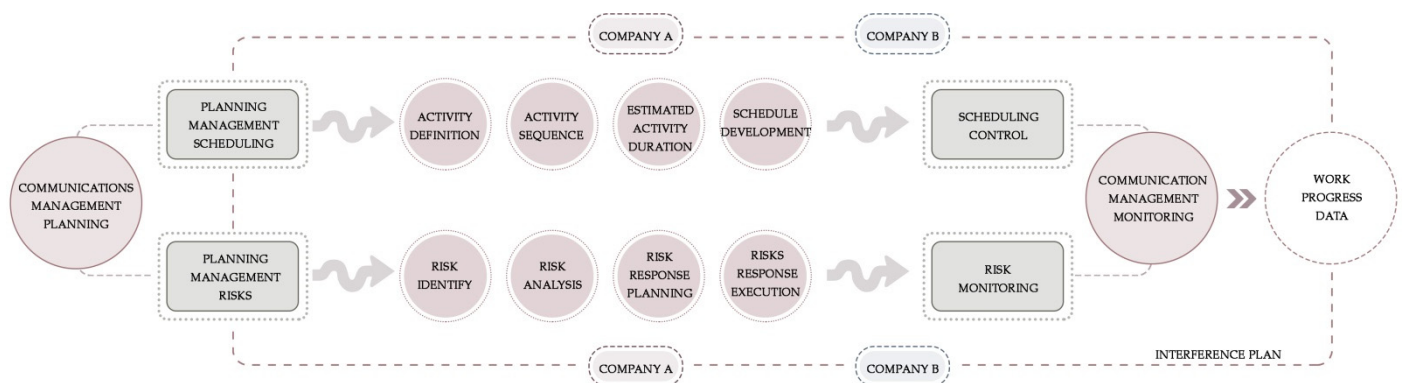 COMPANY A
COMPANY B
PLANNING
MANAGEMENT
SCHEDULING
ACTIVITY
DEFINITION
ACTIVITY
SEQUENCE
ESTIMATED
ACTIVITY
DURATION
SCHEDULE
DEVELOPMENT
SCHEDULING
CONTROL
COMMUNICATIONS
MANAGEMENT
PLANNING
COMMUNICATION
MANAGEMENT
MONITORING
WORK
PROGRESS
DATA
PLANNING
MANAGEMENT
RISKS
RISK
IDENTIFY
RISK
ANALYSIS
RISK
RESPONSE
PLANNING
RISKS
RESPONSE
EXECUTION
RISK
MONITORING
INTERFERENCE PLAN
COMPANY A
COMPANY B